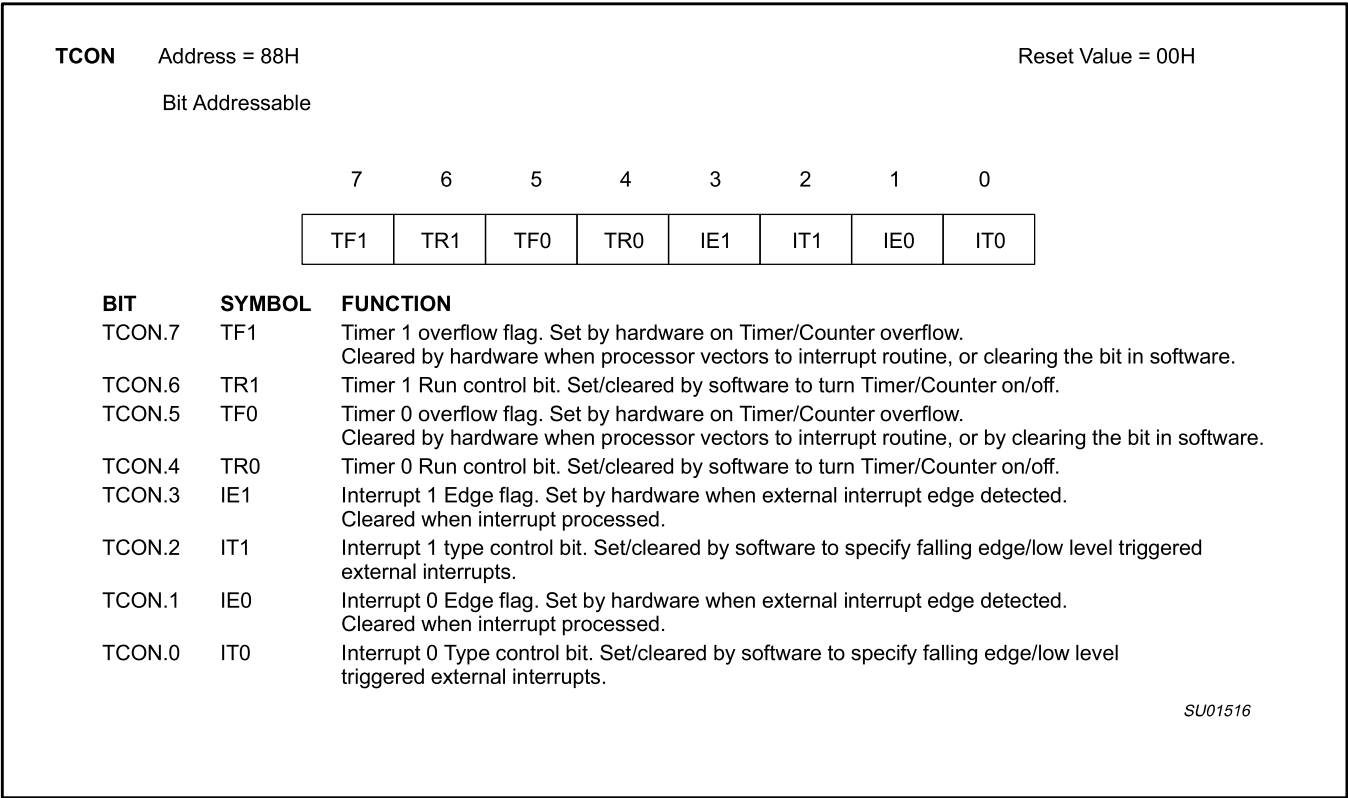 TCON Address = 88H Reset Value = 00H
Bit Addressable
7 6 5 4 3 2 1 0
TF1 TR1 TF0 TR0 IE1 IT1 IE0 IT0
BIT SYMBOL FUNCTION
TCON.7 TF1 Timer 1 overflow flag. Set by hardware on Timer/Counter overflow.
Cleared by hardware when processor vectors to interrupt routine, or clearing the bit in software.
TCON.6 TR1 Timer 1 Run control bit. Set/cleared by software to turn Timer/Counter on/off.
TCON.5 TF0 Timer 0 overflow flag. Set by hardware on Timer/Counter overflow.
Cleared by hardware when processor vectors to interrupt routine, or by clearing the bit in software.
TCON.4 TR0 Timer 0 Run control bit. Set/cleared by software to turn Timer/Counter on/off.
TCON.3 IE1 Interrupt 1 Edge flag. Set by hardware when external interrupt edge detected.
Cleared when interrupt processed.
TCON.2 IT1 Interrupt 1 type control bit. Set/cleared by software to specify falling edge/low level triggered
external interrupts.
TCON.1 IE0 Interrupt 0 Edge flag. Set by hardware when external interrupt edge detected.
Cleared when interrupt processed.
TCON.0 IT0 Interrupt 0 Type control bit. Set/cleared by software to specify falling edge/low level
triggered external interrupts.
SU01516